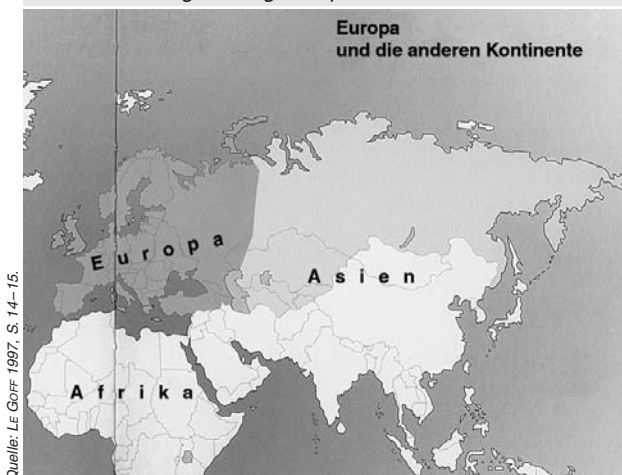 Europa
und die anderen Kontinente
Europa
Asien
Afrika
Quelle: LE GOFF 1997, S. 14–15.